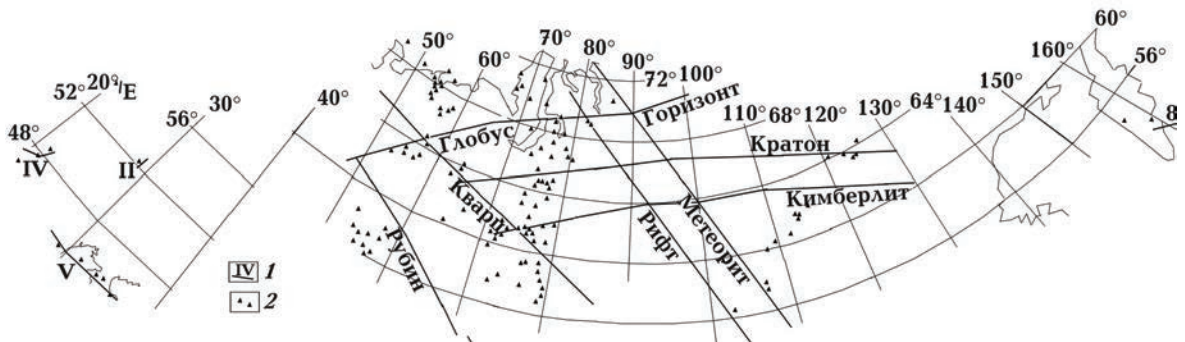 50°
60°
70°
80°
90°
72°
100°
160°
60°
56°
150°
52°
20°/E
56°
30°
40°
48°
110°
68°
120°
130°
64°
140°
8
IV
II
V
Глобус
Горизонт
Кратон
Кимберлит
Кварц
Рубин
Рифт
Метеорит
IV 1
2